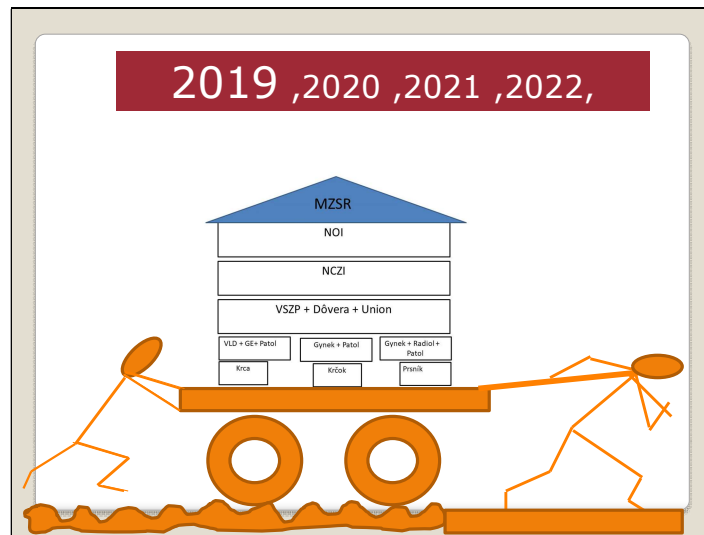 2019 ,2020 ,2021 ,2022,
MZSR
NOI
NCZI
VSZP + Dôvera + Union
VLD + GE+ Patol
Gynek + Patol
Gynek + Radiol +
Patol
Krca
Krčok
Prsník